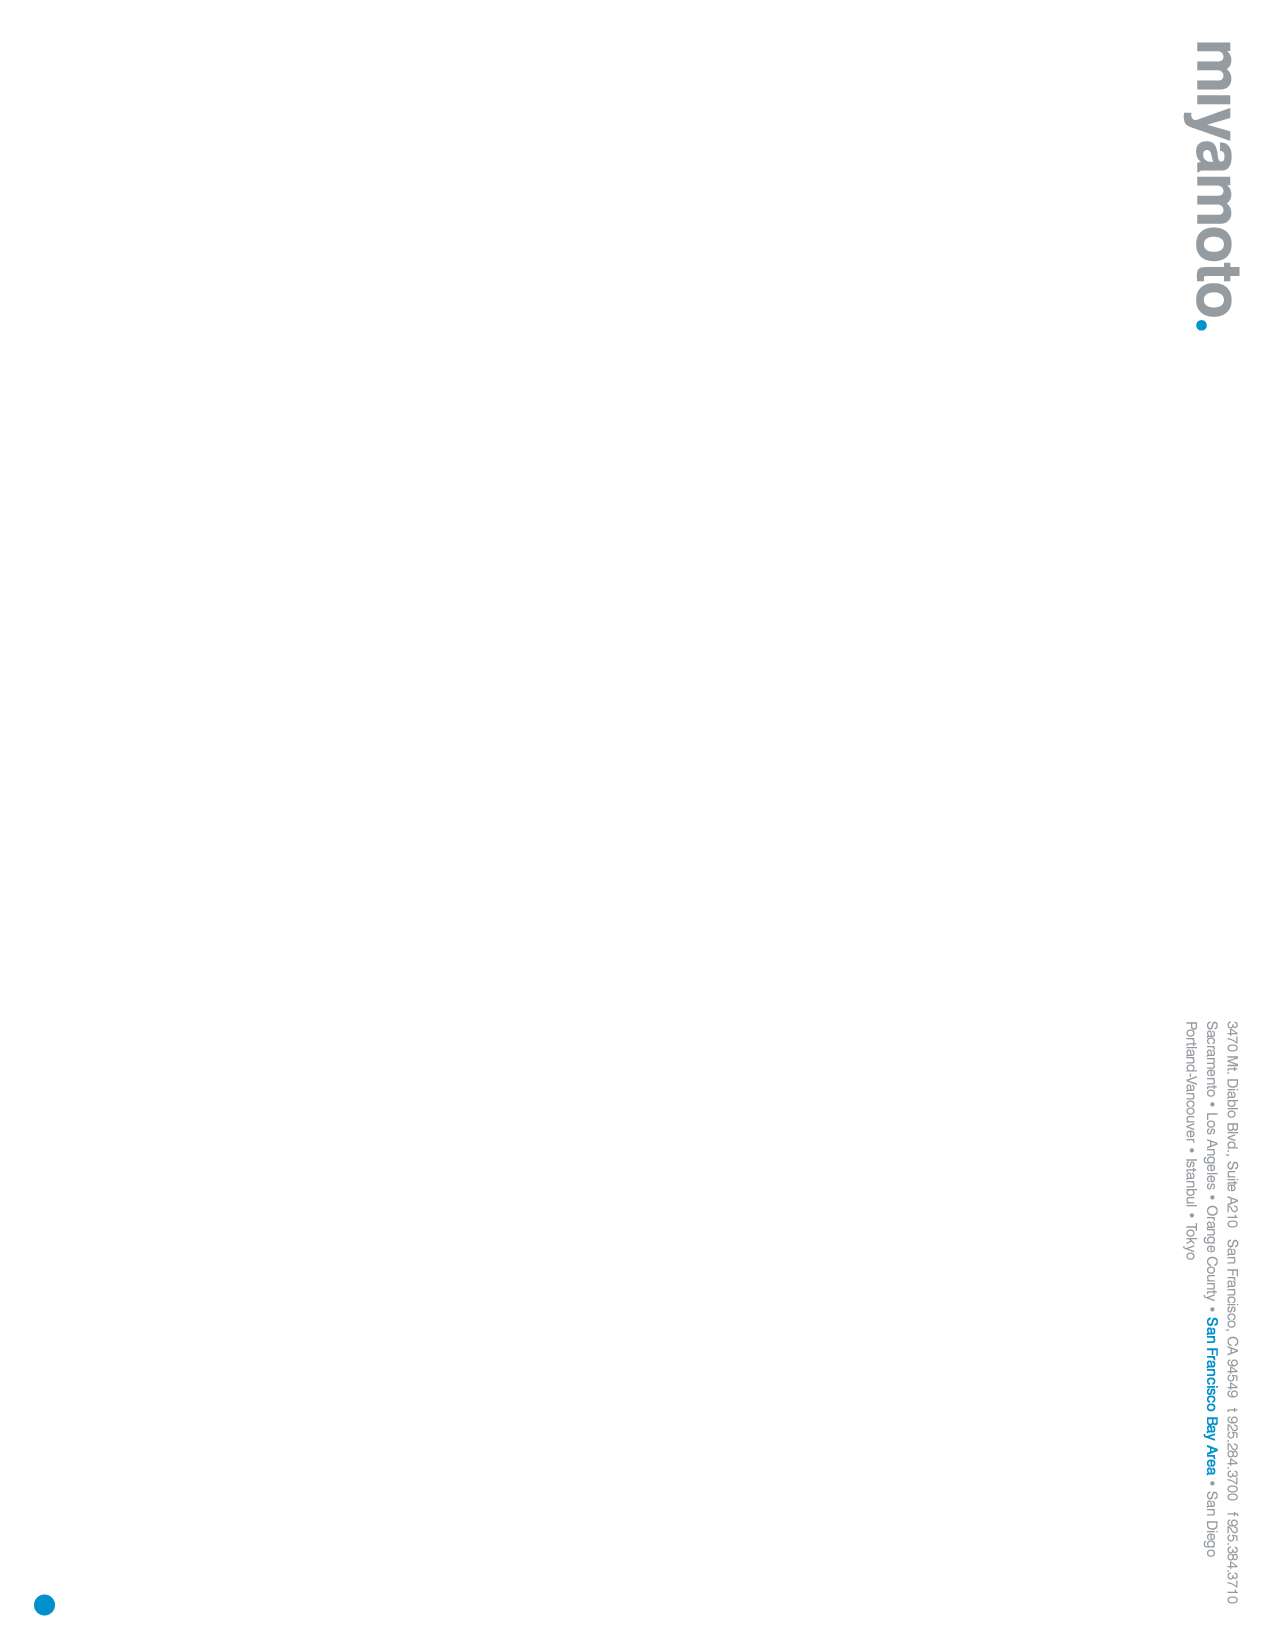 miyamoto.
3470 Mt. Diablo Blvd., Suite A210 San Francisco, CA 94549 t 925.284.3700 f 925.384.3710
Sacramento • Los Angeles • Orange County • San Francisco Bay Area • San Diego
Portland-Vancouver • Istanbul • Tokyo